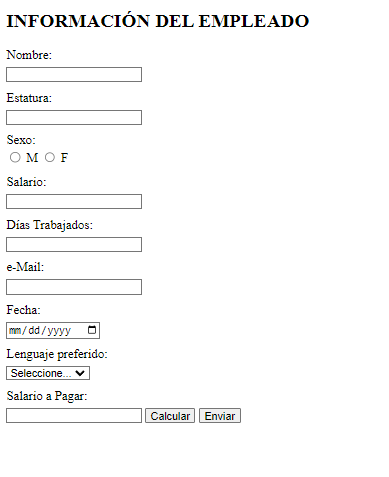 INFORMACIÓN DEL EMPLEADO
Nombre:
Estatura:
Sexo:
M F
Salario:
Días Trabajados:
e-Mail:
Fecha:
mm/dd/yyyy
Lenguaje preferido:
Seleccione...
Salario a Pagar:
Calcular Enviar